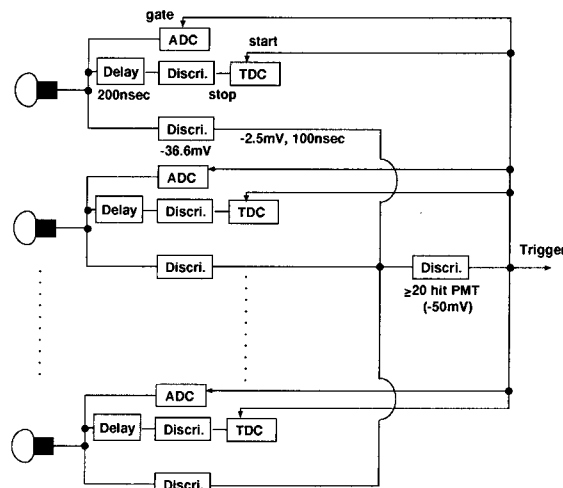 gate
ADC
start
Delay
Discri.
TDC
200nsec
stop
Discri.
-2.5mV, 100nsec
-36.6mV
ADC
Delay
Discri.
TDC
Trigger
Discri.
Discri.
≥20 hit PMT
(-50mV)
ADC
Delay
Discri.
TDC
Discri.